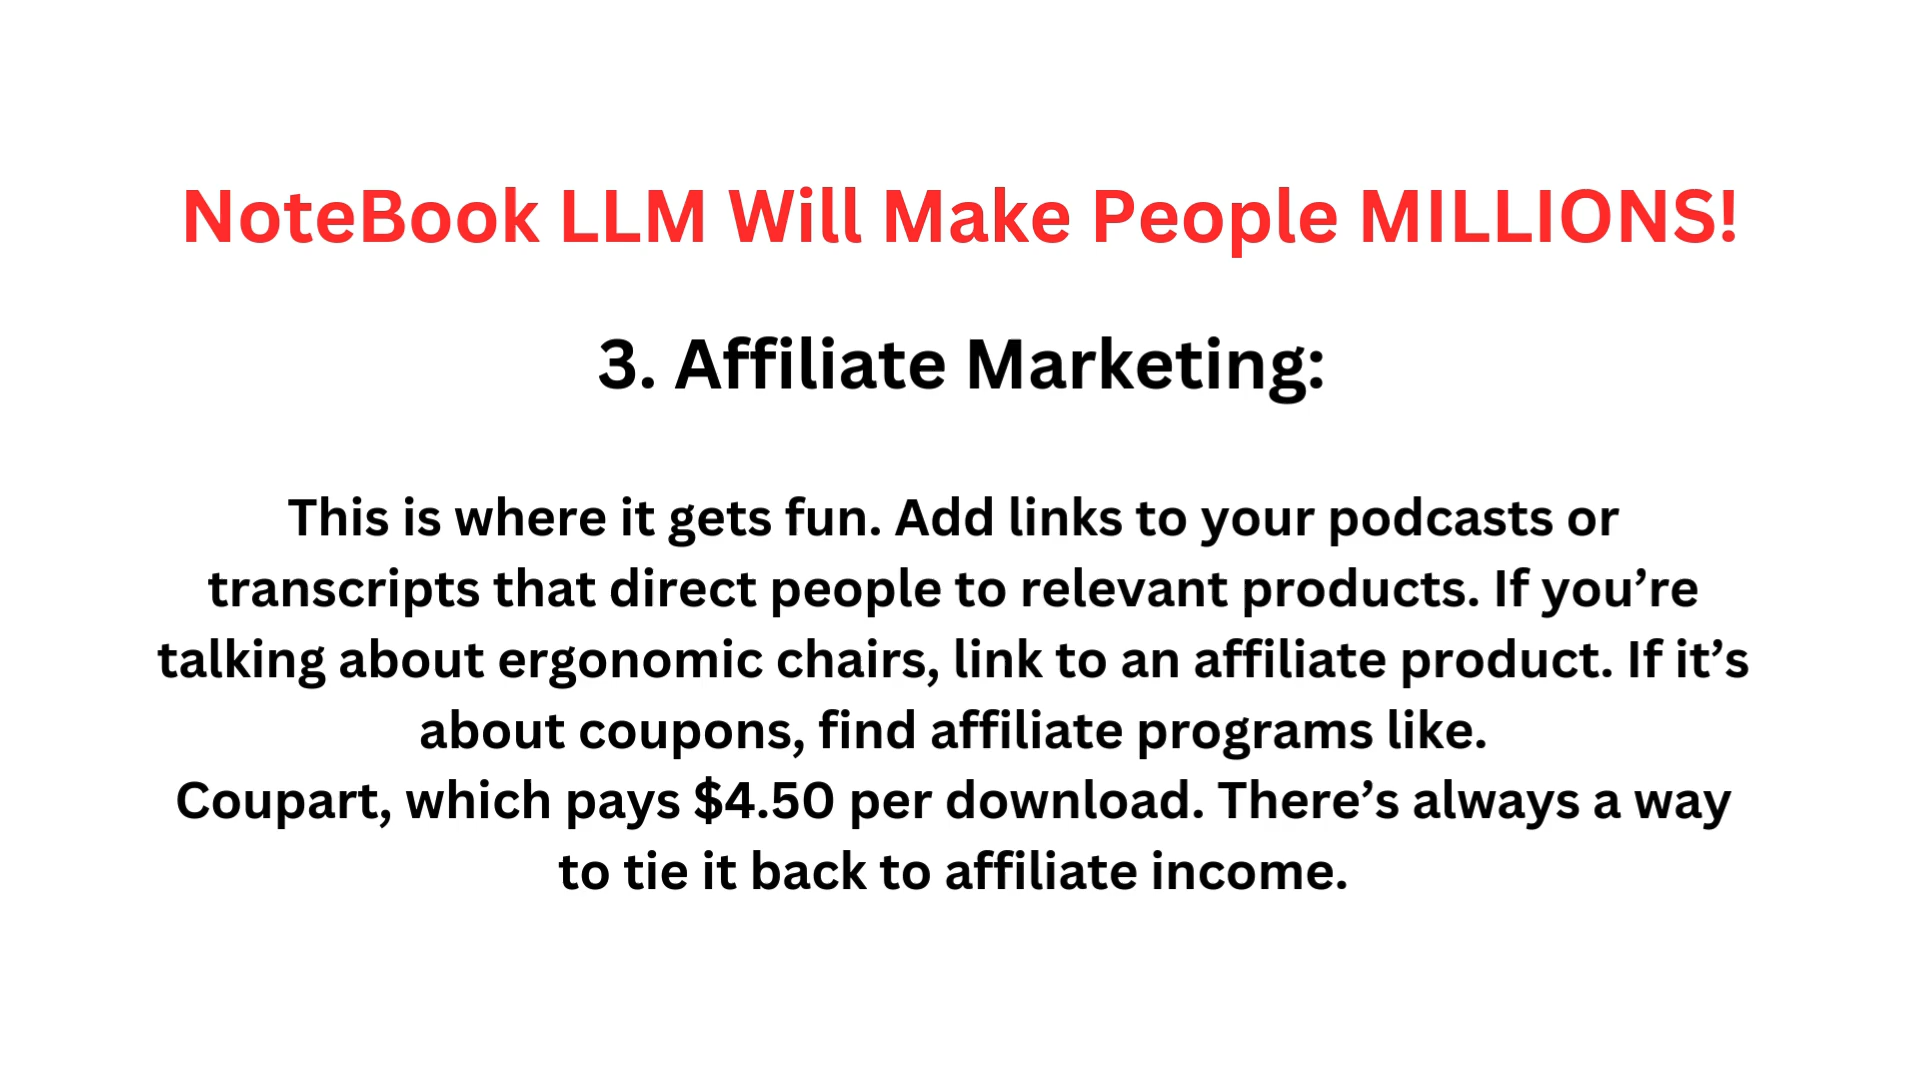 NoteBook LLM Will Make People MILLIONS!
3. Affiliate Marketing:
This is where it gets fun. Add links to your podcasts or
transcripts that direct people to relevant products. If you’re
talking about ergonomic chairs, link to an affiliate product. If it’s
about coupons, find affiliate programs like.
Coupart, which pays $4.50 per download. There’s always a way
to tie it back to affiliate income.